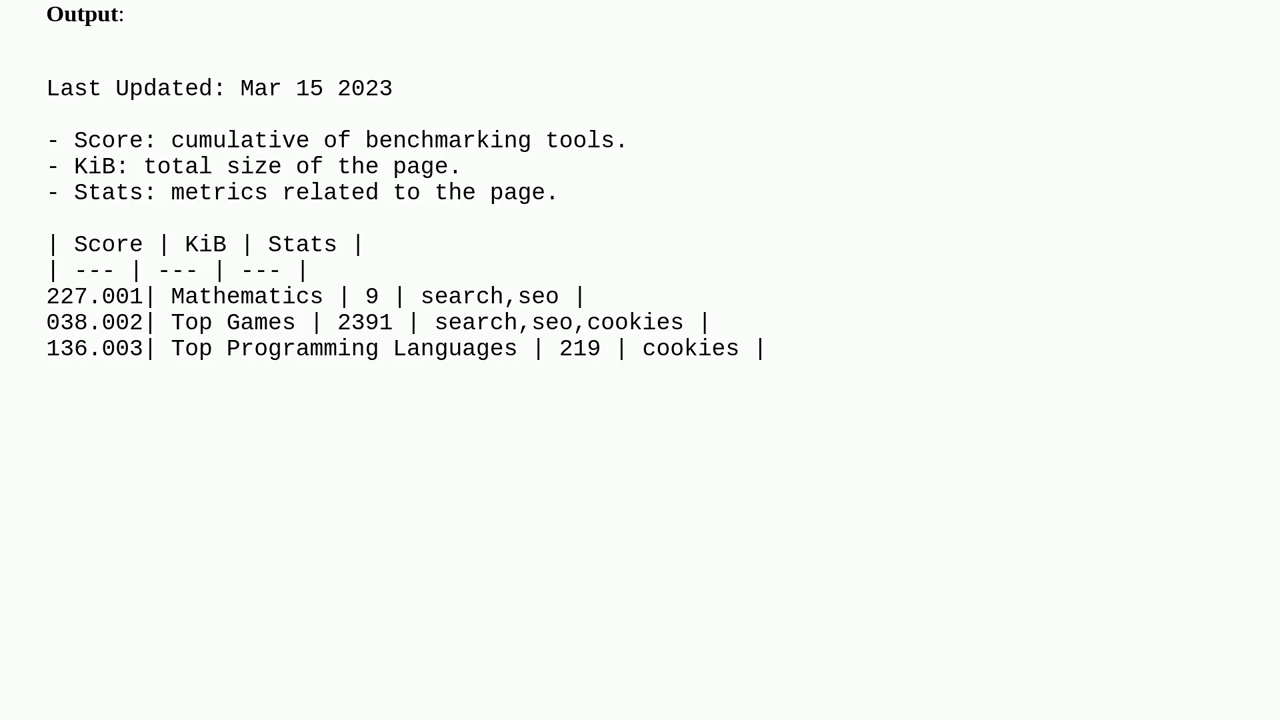 Output:
Last Updated: Mar 15 2023
- Score: cumulative of benchmarking tools.
- KiB: total size of the page.
- Stats: metrics related to the page.
| Score | KiB | Stats |
| --- | --- | --- |
227.001| Mathematics | 9 | search,seo |
038.002| Top Games | 2391 | search,seo,cookies |
136.003| Top Programming Languages | 219 | cookies |